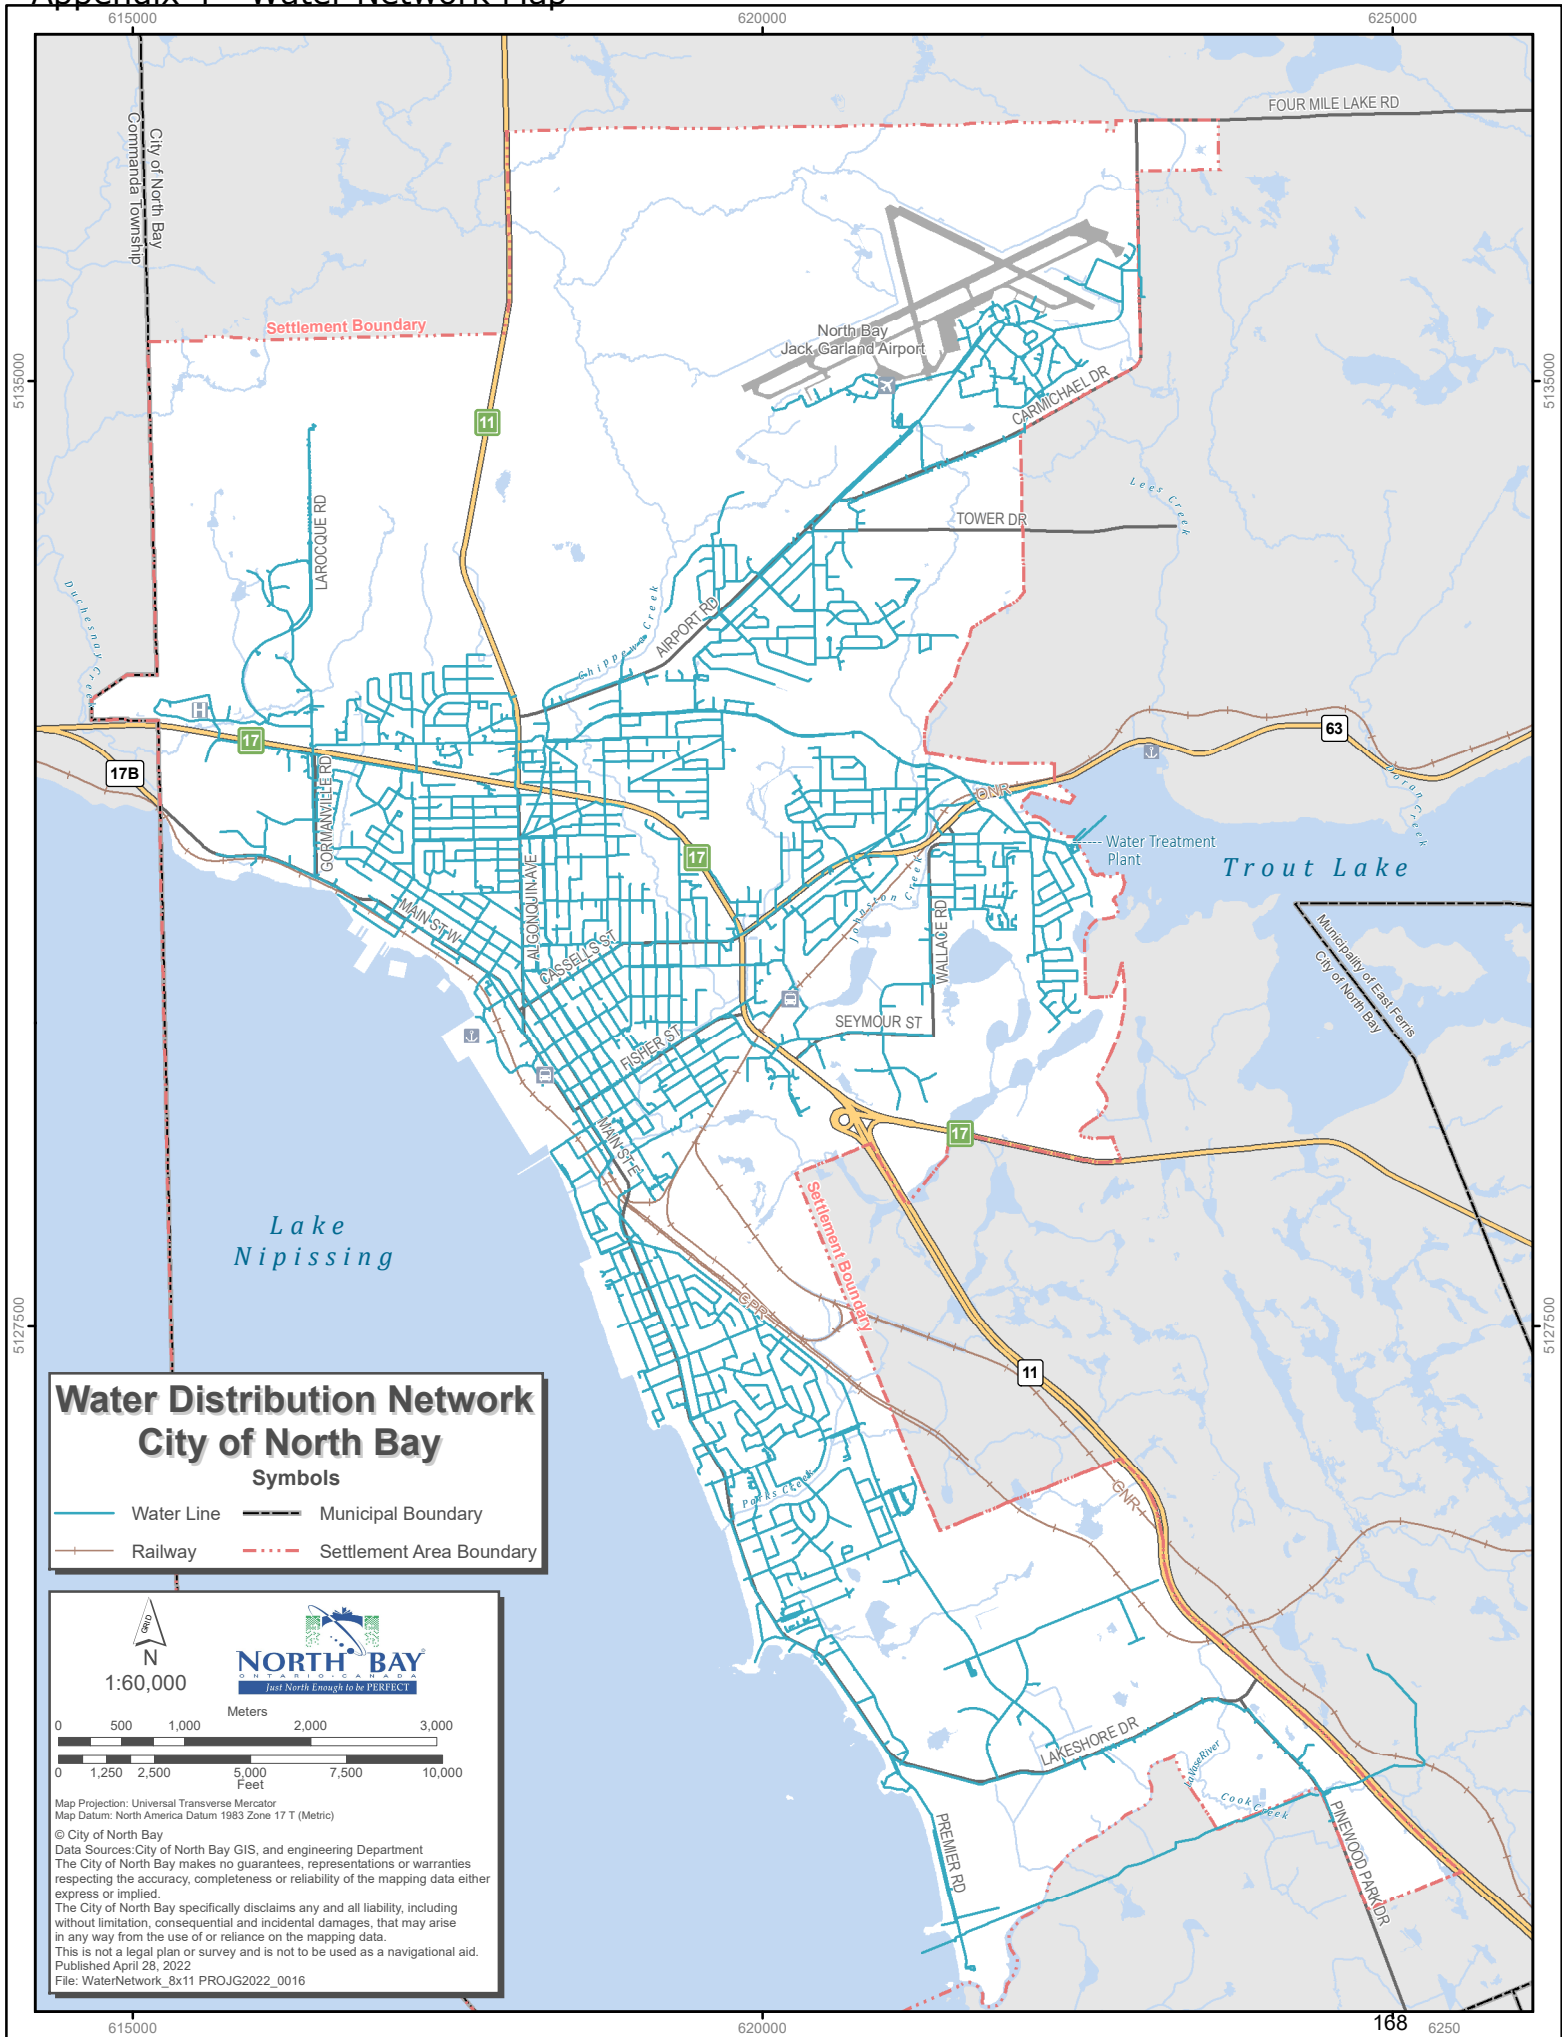 Appendix 4 - Water Network Map
615000
620000
625000
FOUR MILE LAKE RD
City of North Bay
Commanda Township
Settlement Boundary
North Bay
Jack Garland Airport
5135000
5135000
11
CARMICHAEL DR
Lees Creek
TOWER DR
LAROCQUE RD
Duchesnay Creek
Chippewa Creek
AIRPORT RD
H
17
17B
63
GORMANVILLE RD
ONR
Doron Creek
Water Treatment
Plant
17
Trout Lake
ALGONQUIN AVE
Johnston Creek
MAIN ST W
WALLACE RD
CASSELLS ST
Municipality of East Ferris
City of North Bay
SEYMOUR ST
FISHER ST
MAIN ST E
17
Settlement Boundary
Lake
Nipissing
CPR
5127500
5127500
11
Water Distribution Network
City of North Bay
Symbols
Water Line
Municipal Boundary
Railway
Settlement Area Boundary
Parks Creek
CNR
GRID
N
1:60,000
NORTH BAY
ONTARIO · CANADA
Just North Enough to be PERFECT
Meters
0 500 1,000 2,000 3,000
0 1,250 2,500 5,000 7,500 10,000
Feet
LAKESHORE DR
LaVase River
Cook Creek
PREMIER RD
PINEWOOD PARK DR
Map Projection: Universal Transverse Mercator
Map Datum: North America Datum 1983 Zone 17 T (Metric)
© City of North Bay
Data Sources:City of North Bay GIS, and engineering Department
The City of North Bay makes no guarantees, representations or warranties
respecting the accuracy, completeness or reliability of the mapping data either
express or implied.
The City of North Bay specifically disclaims any and all liability, including
without limitation, consequential and incidental damages, that may arise
in any way from the use of or reliance on the mapping data.
This is not a legal plan or survey and is not to be used as a navigational aid.
Published April 28, 2022
File: WaterNetwork_8x11 PROJG2022_0016
615000
620000
168
6250